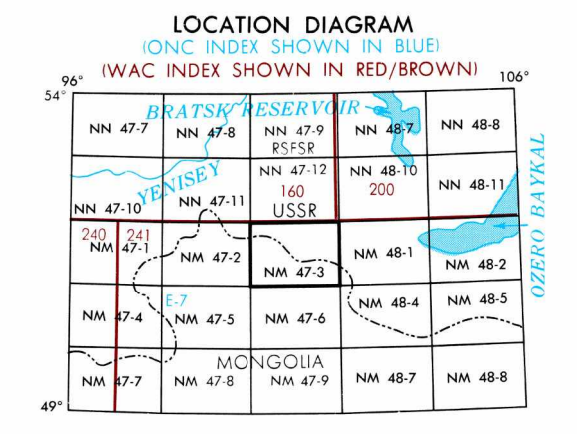 LOCATION DIAGRAM
(ONC INDEX SHOWN IN BLUE)
(WAC INDEX SHOWN IN RED/BROWN)
96° 106°
54°
BRATSK RESERVOIR
NN 47-7 NN 47-8 NN 47-9 NN 48-7 NN 48-8
RSFSR
YENISEY
NN 47-10 NN 47-11 NN 47-12 NN 48-10 NN 48-11
160 200
USSR
OZERO BAYKAL
240 241
NM 47-1 NM 47-2 NM 47-3 NM 48-1 NM 48-2
E-7
NM 47-4 NM 47-5 NM 47-6 NM 48-4 NM 48-5
MONGOLIA
NM 47-7 NM 47-8 NM 47-9 NM 48-7 NM 48-8
49°